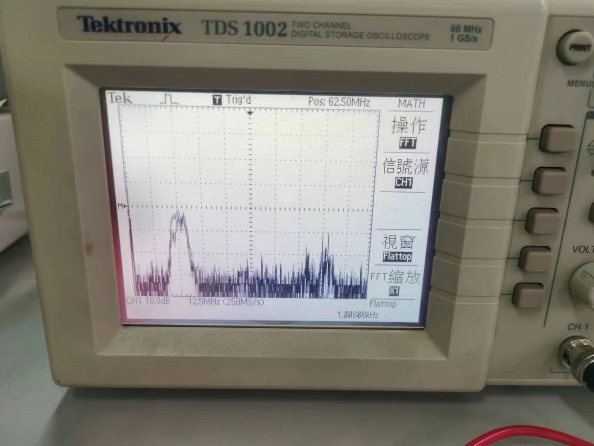 Tektronix TDS 1002 TWO CHANNEL DIGITAL STORAGE OSCILLOSCOPE
60 MHz
1 GS/s
PRINT
Tek T Trig'd Pos: 62.50MHz MATH
操作
FFT
信號源
CH1
視窗
Flattop
FFT縮放
X1
M
CH1 10.0dB 12.5MHz (250MS/s) Flattop
VOLT
CH 1